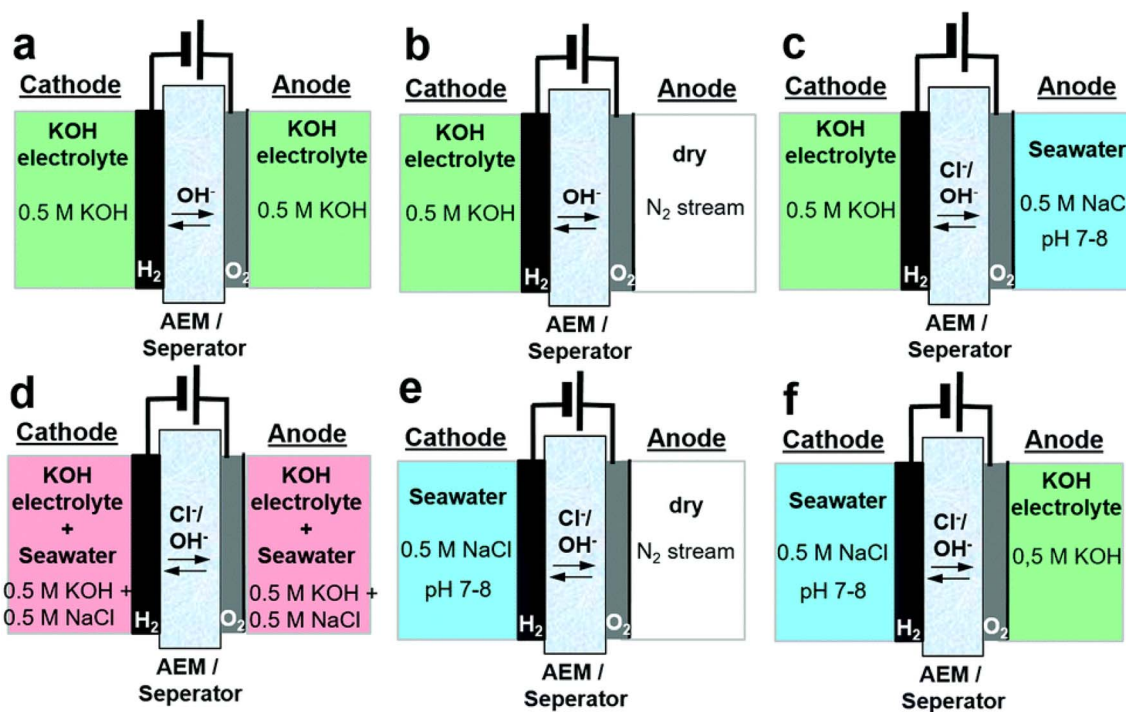 a
Cathode
Anode
KOH
electrolyte
0.5 M KOH
OH⁻
KOH
electrolyte
0.5 M KOH
H₂
O₂
AEM /
Seperator
b
Cathode
Anode
KOH
electrolyte
0.5 M KOH
OH⁻
dry
N₂ stream
H₂
O₂
AEM /
Seperator
c
Cathode
Anode
KOH
electrolyte
0.5 M KOH
Cl⁻/
OH⁻
Seawater
0.5 M NaC
pH 7-8
H₂
O₂
AEM /
Seperator
d
Cathode
Anode
KOH
electrolyte
+
Seawater
0.5 M KOH +
0.5 M NaCl
Cl⁻/
OH⁻
KOH
electrolyte
+
Seawater
0.5 M KOH +
0.5 M NaCl
H₂
O₂
AEM /
Seperator
e
Cathode
Anode
Seawater
0.5 M NaCl
pH 7-8
Cl⁻/
OH⁻
dry
N₂ stream
H₂
O₂
AEM /
Seperator
f
Cathode
Anode
Seawater
0.5 M NaCl
pH 7-8
Cl⁻/
OH⁻
KOH
electrolyte
0,5 M KOH
H₂
O₂
AEM /
Seperator